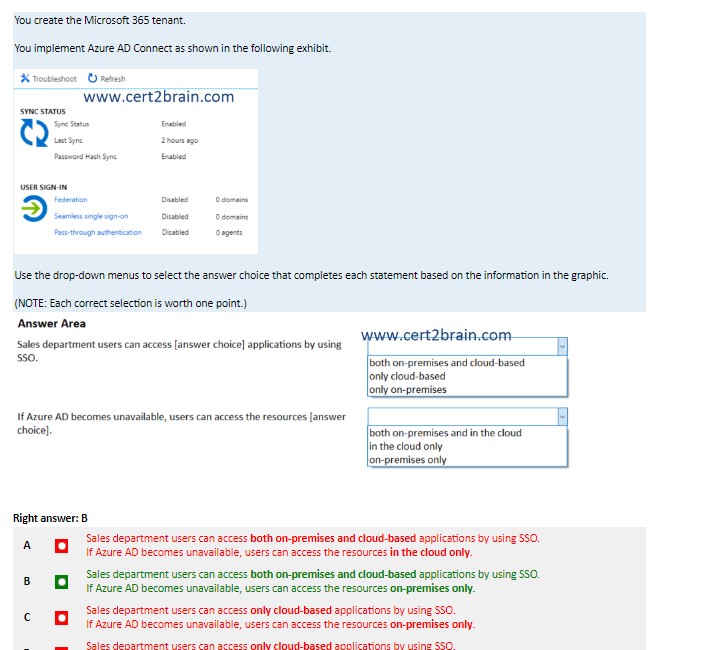 You create the Microsoft 365 tenant.
You implement Azure AD Connect as shown in the following exhibit.
Troubleshoot Refresh
www.cert2brain.com
SYNC STATUS
Sync Status Enabled
Last Sync 2 hours ago
Password Hash Sync Enabled
USER SIGN-IN
Federation Disabled 0 domains
Seamless single sign-on Disabled 0 domains
Pass-through authentication Disabled 0 agents
Use the drop-down menus to select the answer choice that completes each statement based on the information in the graphic.
(NOTE: Each correct selection is worth one point.)
Answer Area
www.cert2brain.com
Sales department users can access [answer choice] applications by using
SSO.
both on-premises and cloud-based
only cloud-based
only on-premises
If Azure AD becomes unavailable, users can access the resources [answer
choice].
both on-premises and in the cloud
in the cloud only
on-premises only
Right answer: B
A Sales department users can access both on-premises and cloud-based applications by using SSO.
If Azure AD becomes unavailable, users can access the resources in the cloud only.
B Sales department users can access both on-premises and cloud-based applications by using SSO.
If Azure AD becomes unavailable, users can access the resources on-premises only.
C Sales department users can access only cloud-based applications by using SSO.
If Azure AD becomes unavailable, users can access the resources on-premises only.
Sales department users can access only cloud-based applications by using SSO.